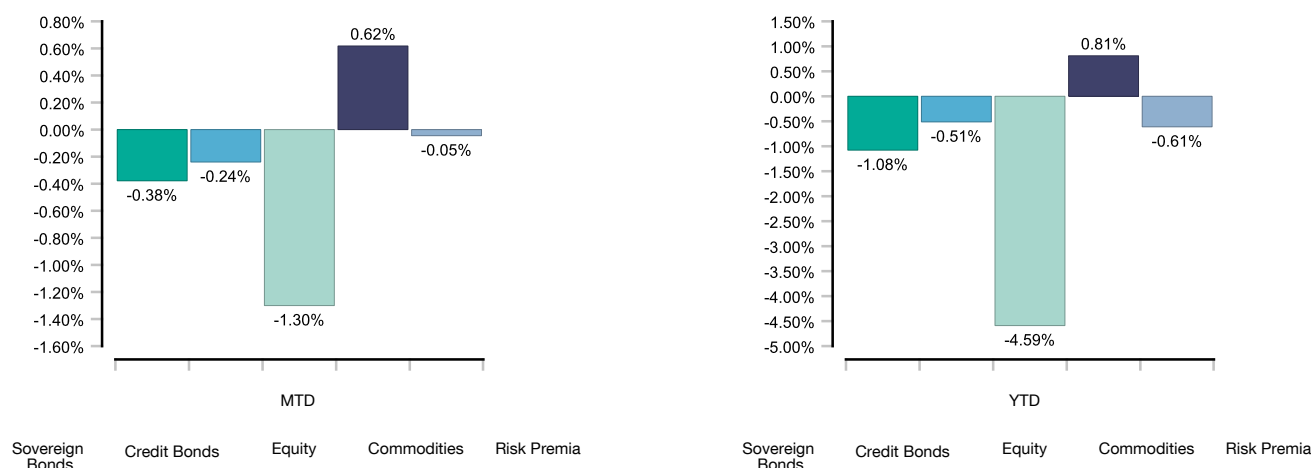 0.80%
0.60%
0.40%
0.20%
0.00%
-0.20%
-0.40%
-0.60%
-0.80%
-1.00%
-1.20%
-1.40%
-1.60%
0.62%
-0.05%
-0.24%
-0.38%
-1.30%
MTD
Sovereign
Bonds
Credit Bonds
Equity
Commodities
Risk Premia
1.50%
1.00%
0.50%
0.00%
-0.50%
-1.00%
-1.50%
-2.00%
-2.50%
-3.00%
-3.50%
-4.00%
-4.50%
-5.00%
0.81%
-0.51%
-0.61%
-1.08%
-4.59%
YTD
Sovereign
Bonds
Credit Bonds
Equity
Commodities
Risk Premia